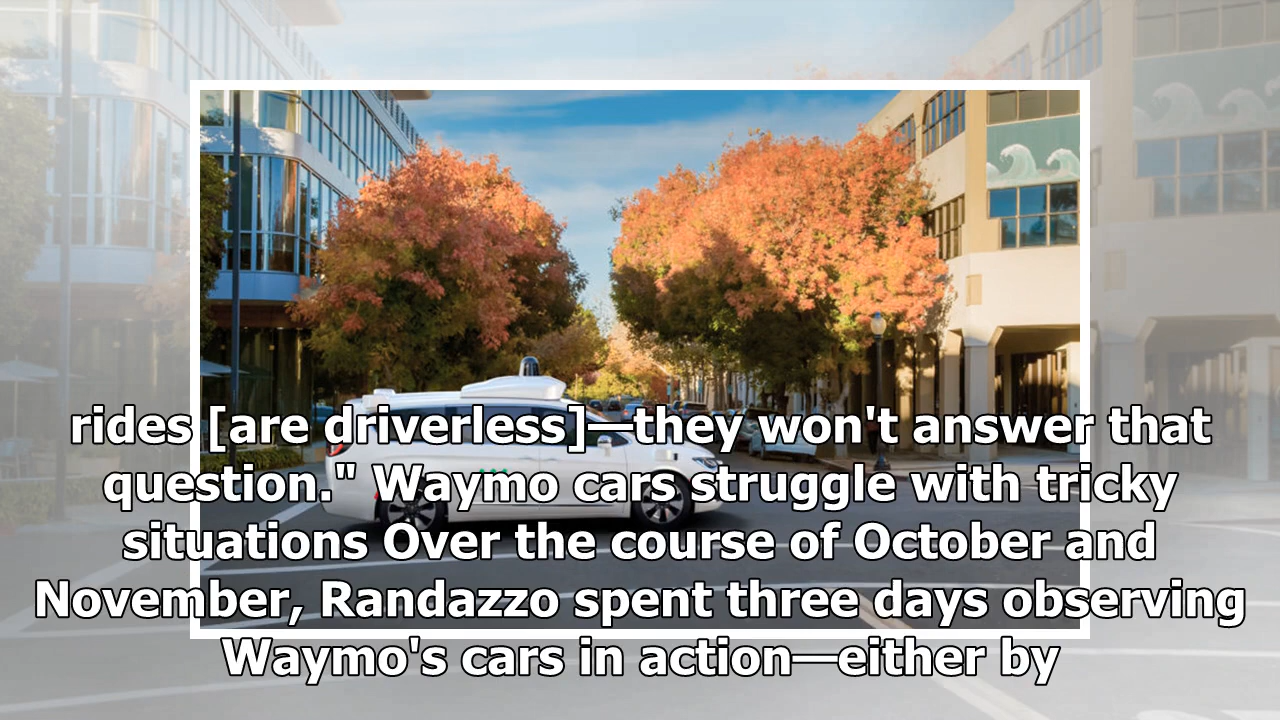 rides [are driverless]—they won't answer that
question." Waymo cars struggle with tricky
situations Over the course of October and
November, Randazzo spent three days observing
Waymo's cars in action—either by